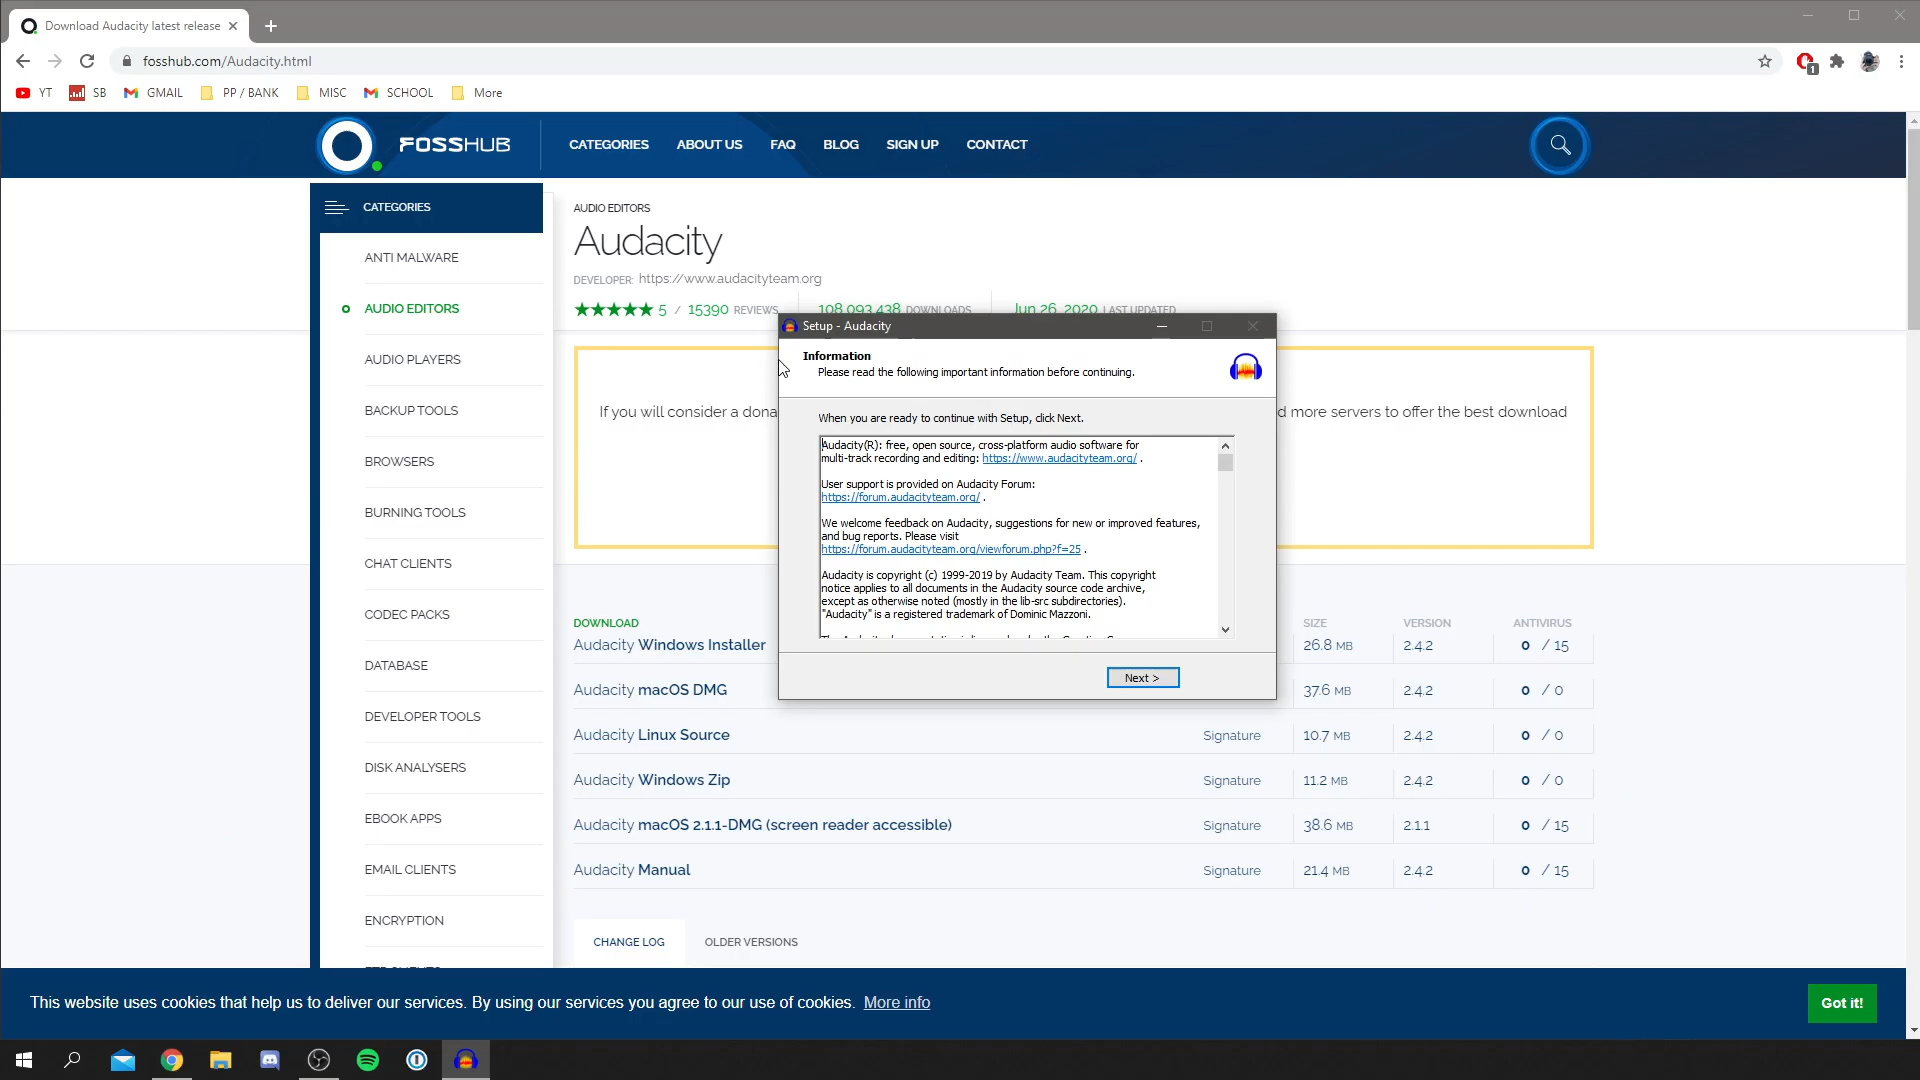 Download Audacity latest release
fosshub.com/Audacity.html
1
YT SB GMAIL PP / BANK MISC SCHOOL More
FOSSHUB CATEGORIES ABOUT US FAQ BLOG SIGN UP CONTACT
CATEGORIES
ANTI MALWARE
AUDIO EDITORS
AUDIO PLAYERS
BACKUP TOOLS
BROWSERS
BURNING TOOLS
CHAT CLIENTS
CODEC PACKS
DATABASE
DEVELOPER TOOLS
DISK ANALYSERS
EBOOK APPS
EMAIL CLIENTS
ENCRYPTION
AUDIO EDITORS
Audacity
DEVELOPER: https://www.audacityteam.org
5 / 15390 REVIEWS 108,093,438 DOWNLOADS Jun 26, 2020 LAST UPDATED
If you will consider a dona
d more servers to offer the best download
Setup - Audacity
Information
Please read the following important information before continuing.
When you are ready to continue with Setup, click Next.
Audacity(R): free, open source, cross-platform audio software for
multi-track recording and editing: https://www.audacityteam.org/ .
User support is provided on Audacity Forum:
https://forum.audacityteam.org/ .
We welcome feedback on Audacity, suggestions for new or improved features,
and bug reports. Please visit
https://forum.audacityteam.org/viewforum.php?f=25 .
Audacity is copyright (c) 1999-2019 by Audacity Team. This copyright
notice applies to all documents in the Audacity source code archive,
except as otherwise noted (mostly in the lib-src subdirectories).
"Audacity" is a registered trademark of Dominic Mazzoni.
Next >
DOWNLOAD SIZE VERSION ANTIVIRUS
Audacity Windows Installer 26.8 MB 2.4.2 0 / 15
Audacity macOS DMG 37.6 MB 2.4.2 0 / 0
Audacity Linux Source Signature 10.7 MB 2.4.2 0 / 0
Audacity Windows Zip Signature 11.2 MB 2.4.2 0 / 0
Audacity macOS 2.1.1-DMG (screen reader accessible) Signature 38.6 MB 2.1.1 0 / 15
Audacity Manual Signature 21.4 MB 2.4.2 0 / 15
CHANGE LOG OLDER VERSIONS
This website uses cookies that help us to deliver our services. By using our services you agree to our use of cookies. More info
Got it!